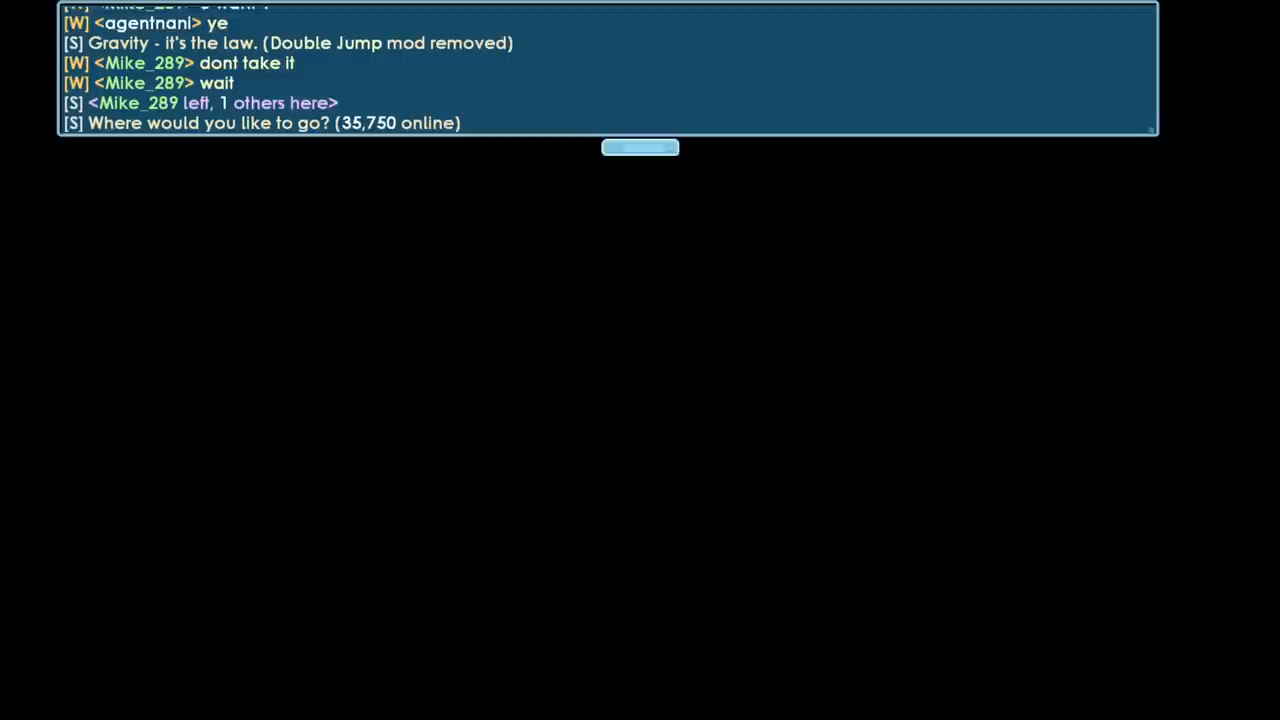 [W] <agentnani> ye
[S] Gravity - it's the law. (Double Jump mod removed)
[W] <Mike_289> dont take it
[W] <Mike_289> wait
[S] <Mike_289 left, 1 others here>
[S] Where would you like to go? (35,750 online)